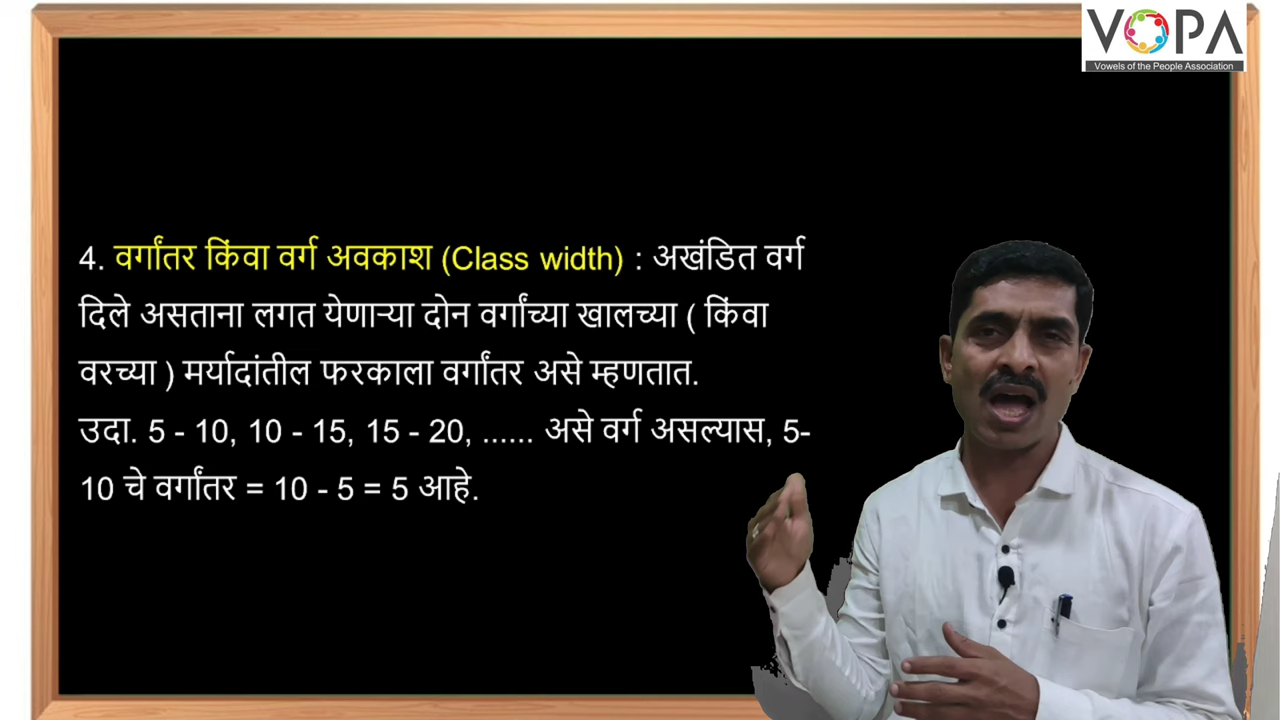 VOPA
Vowels of the People Association
4. वर्गांतर किंवा वर्ग अवकाश (Class width) : अखंडित वर्ग
दिले असताना लगत येणाऱ्या दोन वर्गांच्या खालच्या ( किंवा
वरच्या ) मर्यादांतील फरकाला वर्गांतर असे म्हणतात.
उदा. 5 - 10, 10 - 15, 15 - 20, ...... असे वर्ग असल्यास, 5-
10 चे वर्गांतर = 10 - 5 = 5 आहे.